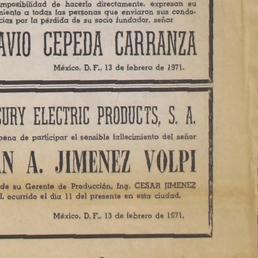 imposibilidad de hacerlo directamente, expresan su
miento a todas las personas que enviaron sus condo-
cias por la pérdida de su socio fundador, señor
AVIO CEPEDA CARRANZA
México, D. F., 13 de febrero de 1971.
SURY ELECTRIC PRODUCTS, S. A.
pena de participar el sensible fallecimiento del señor
AN A. JIMENEZ VOLPI
de su Gerente de Producción, Ing. CESAR JIMENEZ
I, ocurrido el día 11 del presente en esta ciudad.
México, D. F., 13 de febrero de 1971.